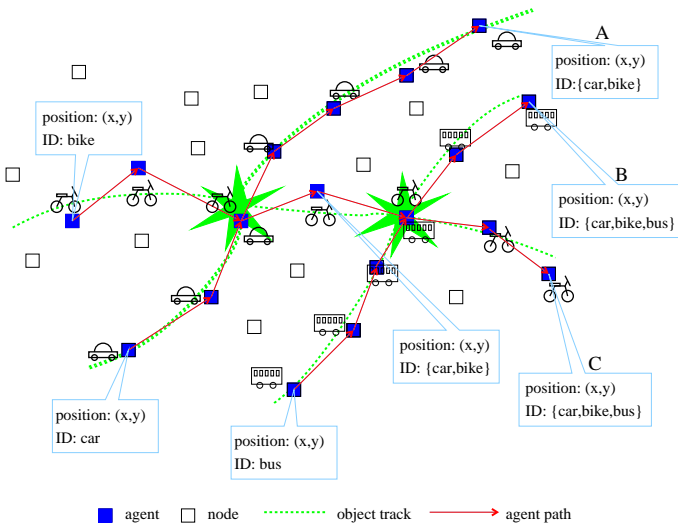 A
position: (x,y)
ID:{car,bike}
position: (x,y)
ID: bike
B
position: (x,y)
ID: {car,bike,bus}
position: (x,y)
ID: {car,bike}
C
position: (x,y)
ID: {car,bike,bus}
position: (x,y)
ID: car
position: (x,y)
ID: bus
agent
node
object track
agent path